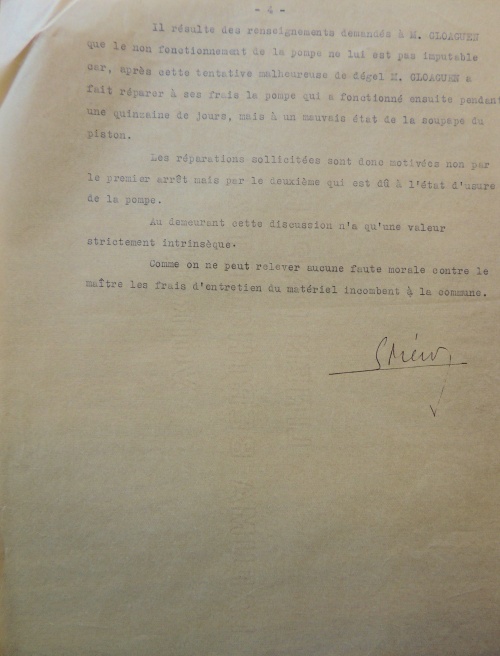 - 4 -
Il résulte des renseignements demandés à M. GLOAGUEN
que le non fonctionnement de la pompe ne lui est pas imputable
car, après cette tentative malheureuse de dégel M. GLOAGUEN a
fait réparer à ses frais la pompe qui a fonctionné ensuite pendant
une quinzaine de jours, mais à un mauvais état de la soupape du
piston.
Les réparations sollicitées sont donc motivées non par
le premier arrêt mais par le deuxième qui est dû à l'état d'usure
de la pompe.
Au demeurant cette discussion n'a qu'une valeur
strictement intrinsèque.
Comme on ne peut relever aucune faute morale contre le
maître les frais d'entretien du matériel incombent à la commune.